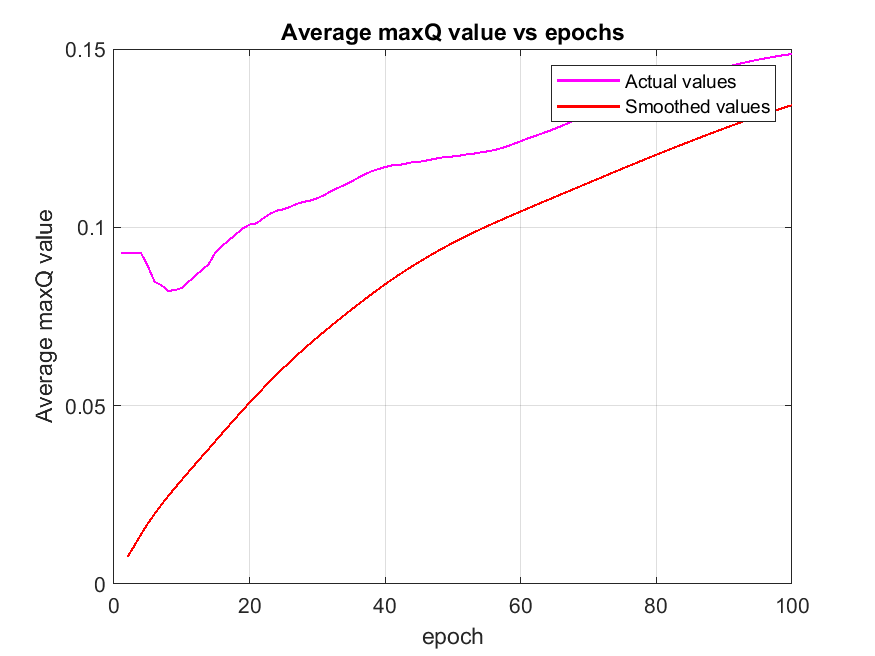 Average maxQ value vs epochs
0.15
Actual values
Smoothed values
0.1
Average maxQ value
0.05
0
0 20 40 60 80 100
epoch